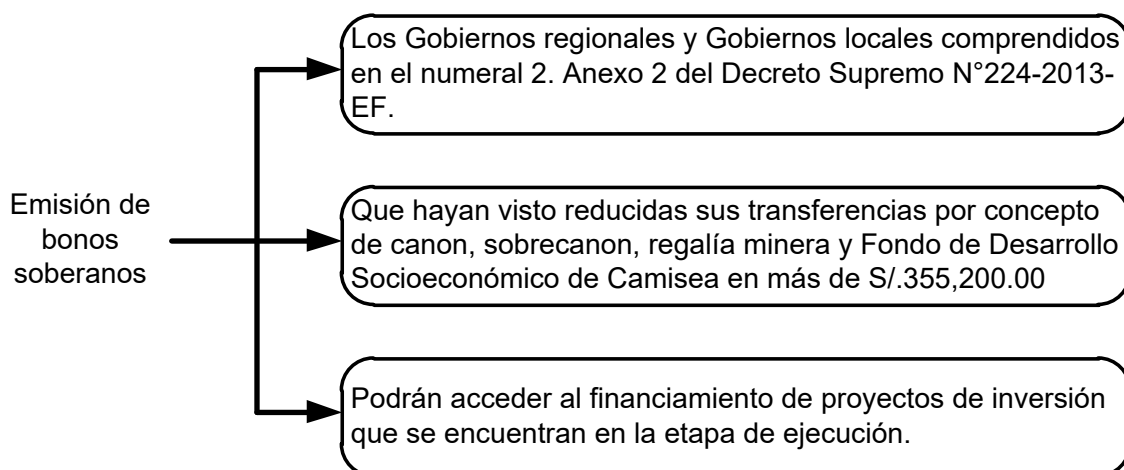 Emisión de
bonos
soberanos
Los Gobiernos regionales y Gobiernos locales comprendidos
en el numeral 2. Anexo 2 del Decreto Supremo N°224-2013-
EF.
Que hayan visto reducidas sus transferencias por concepto
de canon, sobrecanon, regalía minera y Fondo de Desarrollo
Socioeconómico de Camisea en más de S/.355,200.00
Podrán acceder al financiamiento de proyectos de inversión
que se encuentran en la etapa de ejecución.